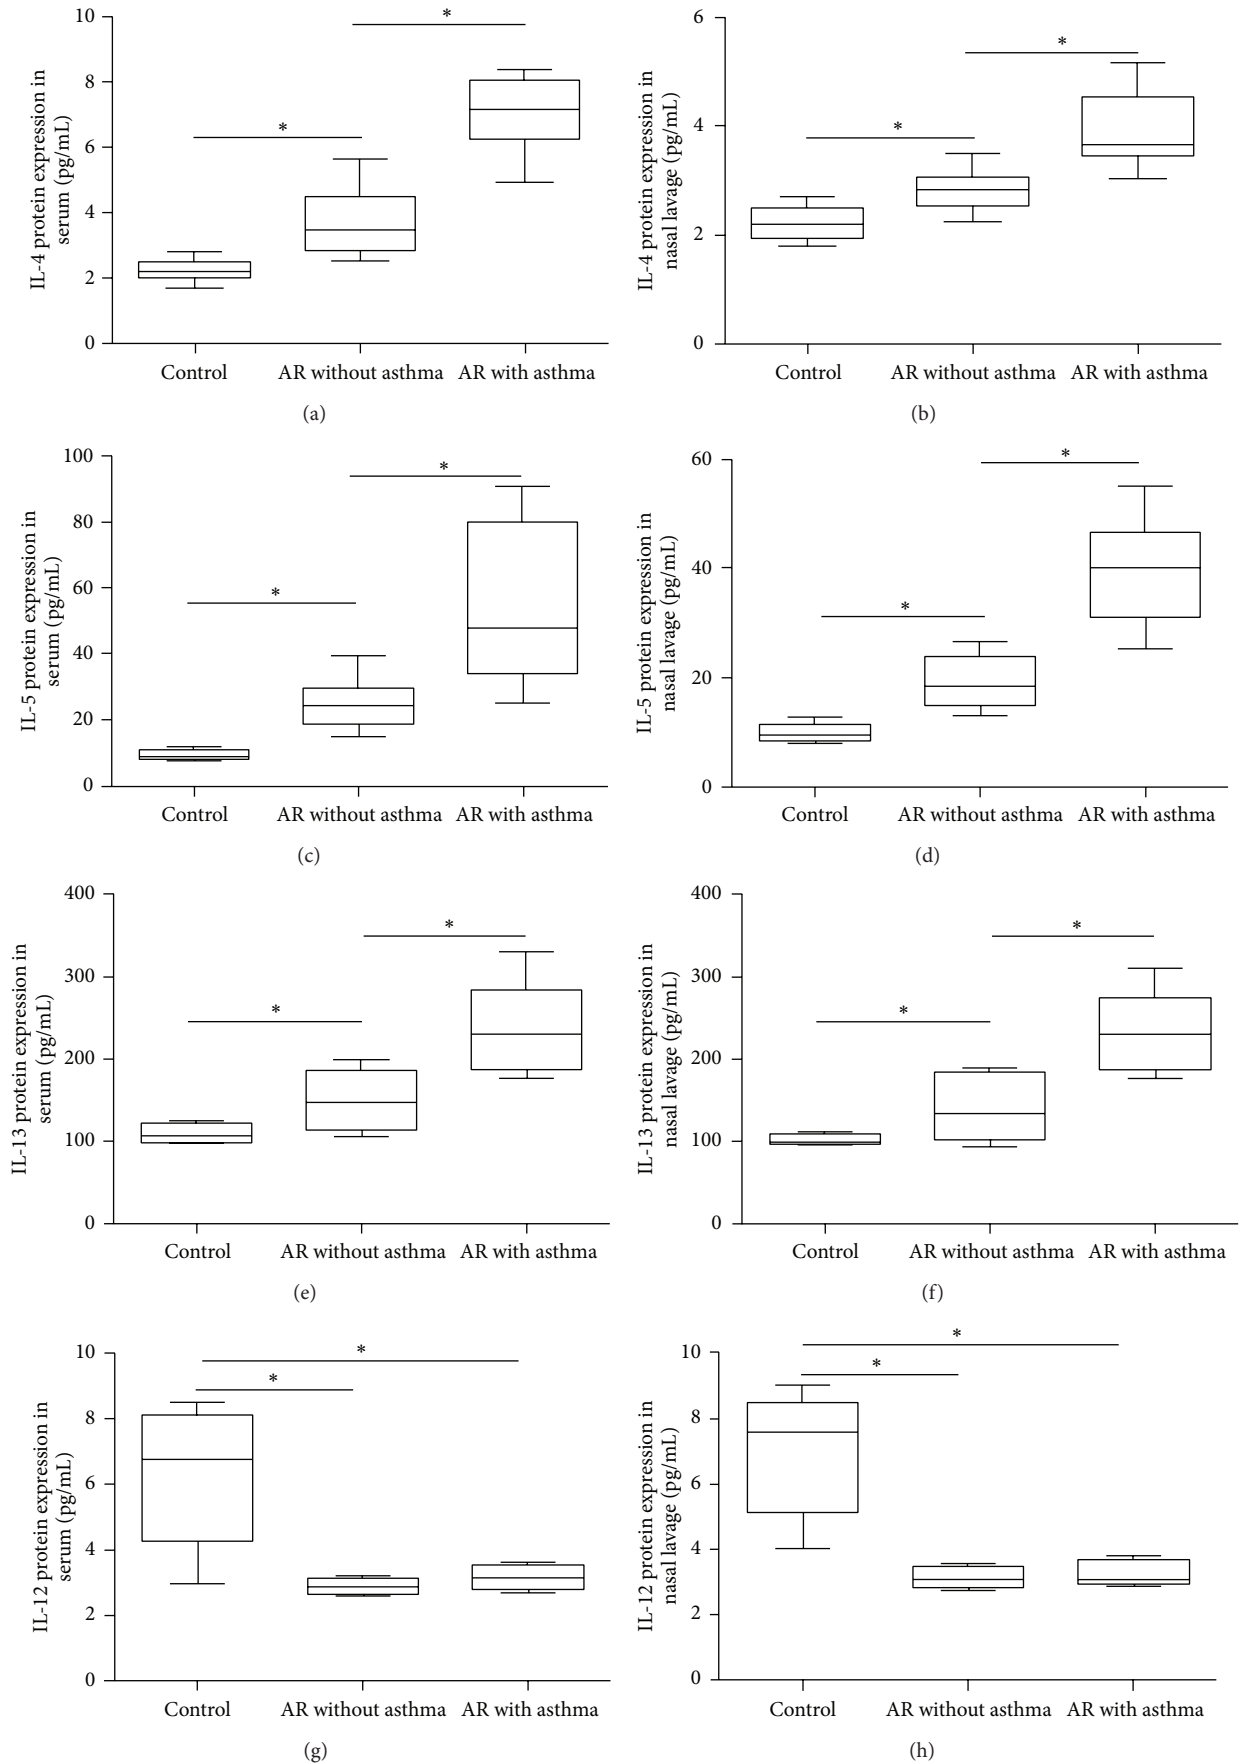 IL-4 protein expression in
serum (pg/mL)
10
8
6
4
2
0
*
*
Control
AR without asthma
AR with asthma
(a)
IL-4 protein expression in
nasal lavage (pg/mL)
6
4
2
0
*
*
Control
AR without asthma
AR with asthma
(b)
IL-5 protein expression in
serum (pg/mL)
100
80
60
40
20
0
*
*
Control
AR without asthma
AR with asthma
(c)
IL-5 protein expression in
nasal lavage (pg/mL)
60
40
20
0
*
*
Control
AR without asthma
AR with asthma
(d)
IL-13 protein expression in
serum (pg/mL)
400
300
200
100
0
*
*
Control
AR without asthma
AR with asthma
(e)
IL-13 protein expression in
nasal lavage (pg/mL)
400
300
200
100
0
*
*
Control
AR without asthma
AR with asthma
(f)
IL-12 protein expression in
serum (pg/mL)
10
8
6
4
2
0
*
*
Control
AR without asthma
AR with asthma
(g)
IL-12 protein expression in
nasal lavage (pg/mL)
10
8
6
4
2
0
*
*
Control
AR without asthma
AR with asthma
(h)